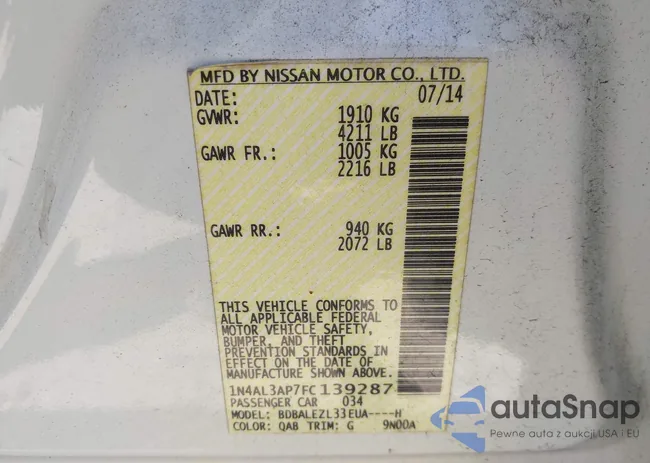 MFD BY NISSAN MOTOR CO., LTD.
DATE: 07/14
GVWR: 1910 KG
4211 LB
GAWR FR.: 1005 KG
2216 LB
GAWR RR.: 940 KG
2072 LB
THIS VEHICLE CONFORMS TO
ALL APPLICABLE FEDERAL
MOTOR VEHICLE SAFETY,
BUMPER, AND THEFT
PREVENTION STANDARDS IN
EFFECT ON THE DATE OF
MANUFACTURE SHOWN ABOVE.
1N4AL3AP7FC139287
PASSENGER CAR 034
MODEL: BDBALEZL33EUA----H
COLOR: QAB TRIM: G 9N00A
autoSnap
Pewne auta z aukcji USA i EU